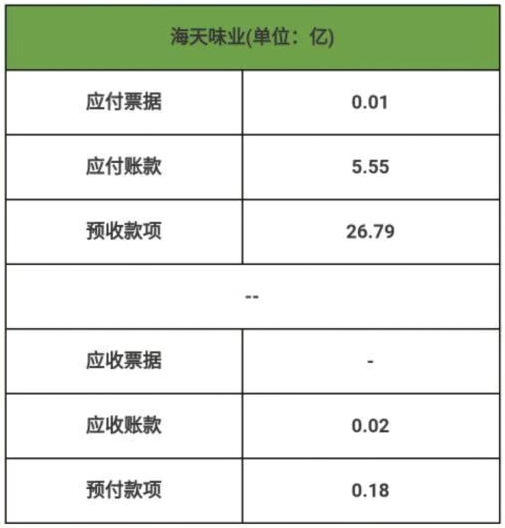 海天味业(单位：亿)
应付票据 0.01
应付账款 5.55
预收款项 26.79
--
应收票据 -
应收账款 0.02
预付款项 0.18